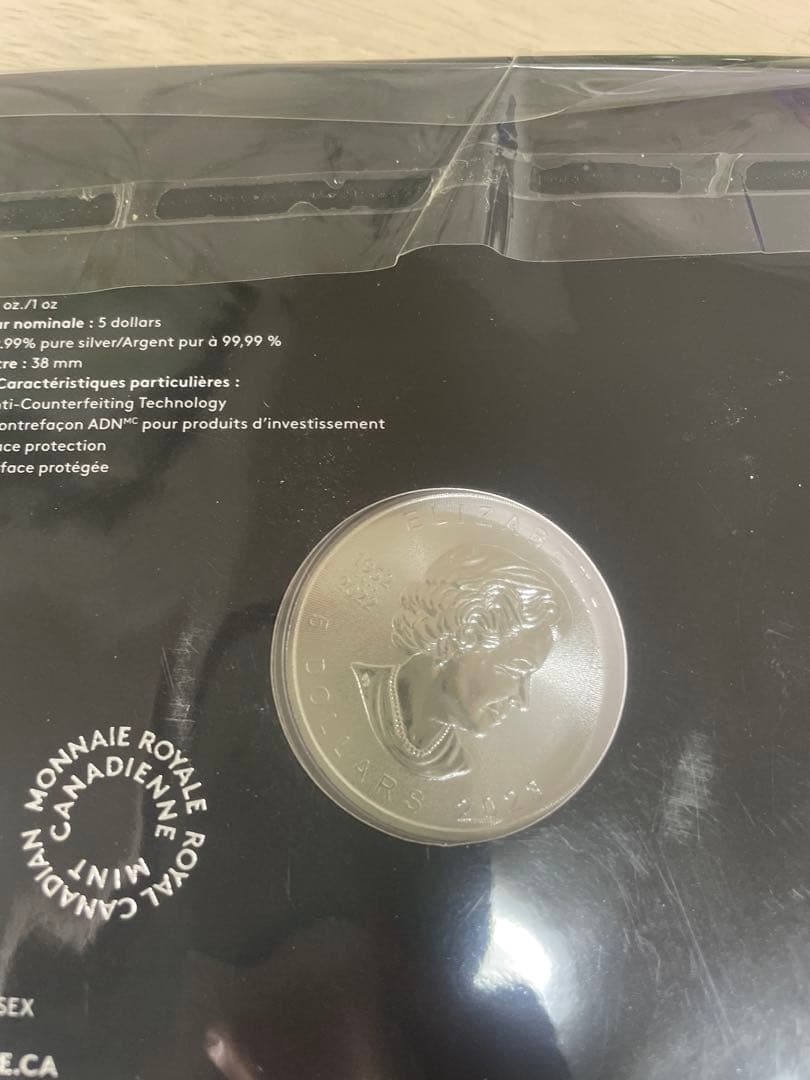 oz./1 oz
r nominale : 5 dollars
.99% pure silver/Argent pur à 99,99 %
tre : 38 mm
Caractéristiques particulières :
ti-Counterfeiting Technology
ontrefaçon ADNᴹᶜ pour produits d'investissement
ace protection
face protégée
ELIZABETH
1952
2022
5 DOLLARS 2023
MONNAIE ROYALE CANADIENNE
ROYAL CANADIAN MINT
SEX
E.CA